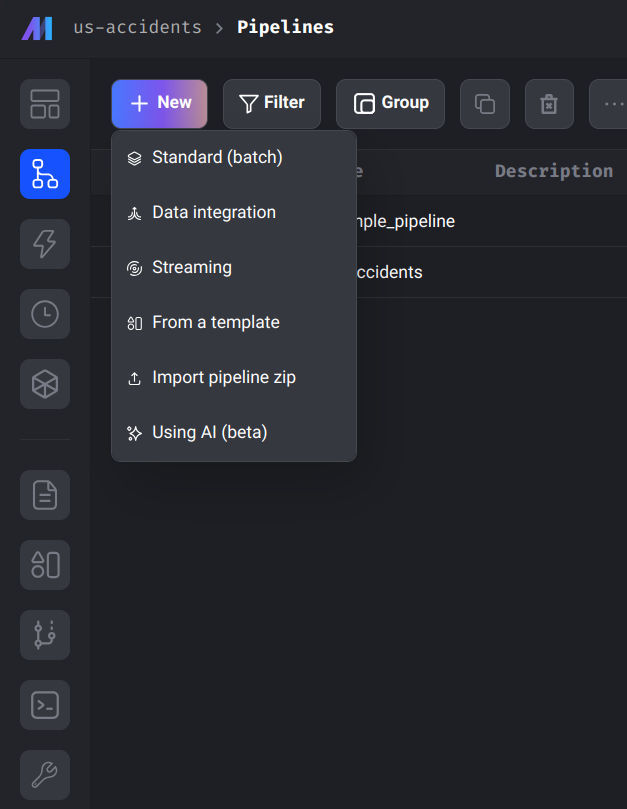 us-accidents > Pipelines
+ New Filter Group ...
Standard (batch)
Data integration
Streaming
From a template
Import pipeline zip
Using AI (beta)
Description
ple_pipeline
ccidents